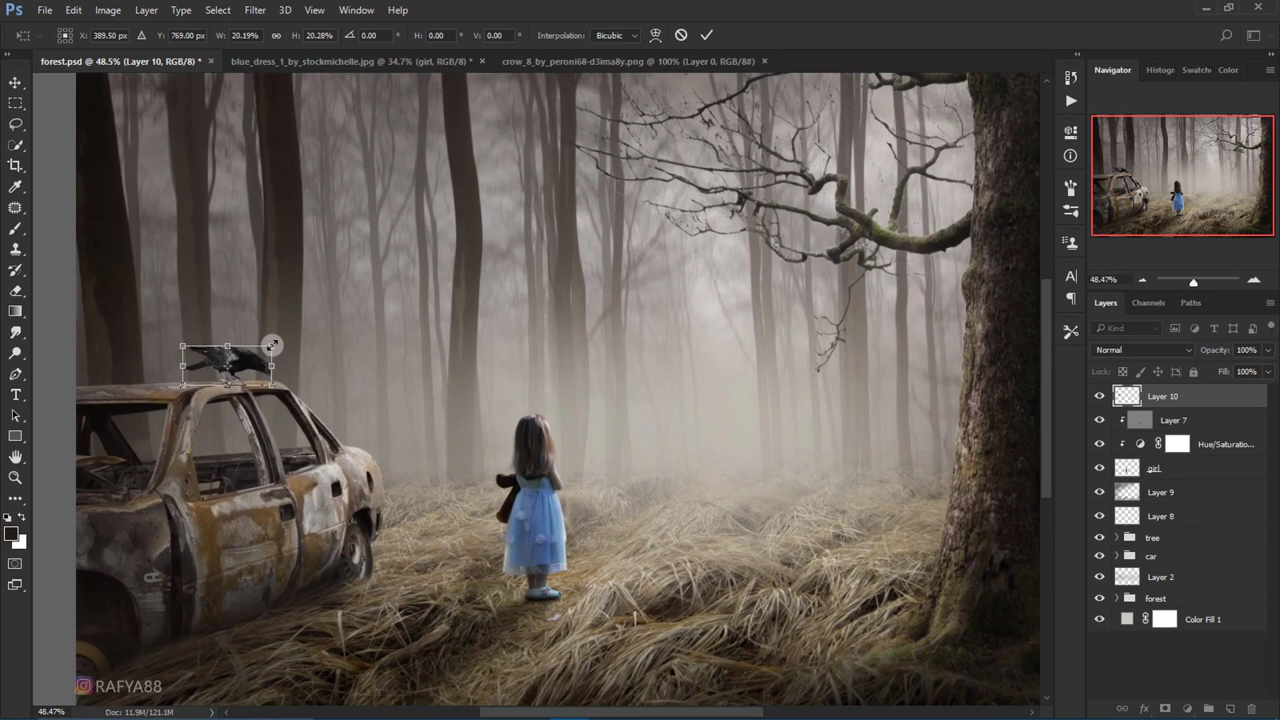 Ps File Edit Image Layer Type Select Filter 3D View Window Help
X: 389.50 px Y: 769.00 px W: 20.19% H: 20.28% 0.00 ° H: 0.00 ° V: 0.00 ° Interpolation: Bicubic
forest.psd @ 48.5% (Layer 10, RGB/8) * × blue_dress_1_by_stockmichelle.jpg @ 34.7% (girl, RGB/8) * × crow_8_by_peroni68-d3ima8y.png @ 100% (Layer 0, RGB/8#) ×
Navigator Histogr Swatch Color
48.47%
Layers Channels Paths
Kind
Normal Opacity: 100%
Lock: Fill: 100%
Layer 10
Layer 7
Hue/Saturatio...
girl
Layer 9
Layer 8
tree
car
Layer 2
forest
Color Fill 1
RAFYA88
48.47% Doc: 11.9M/121.1M